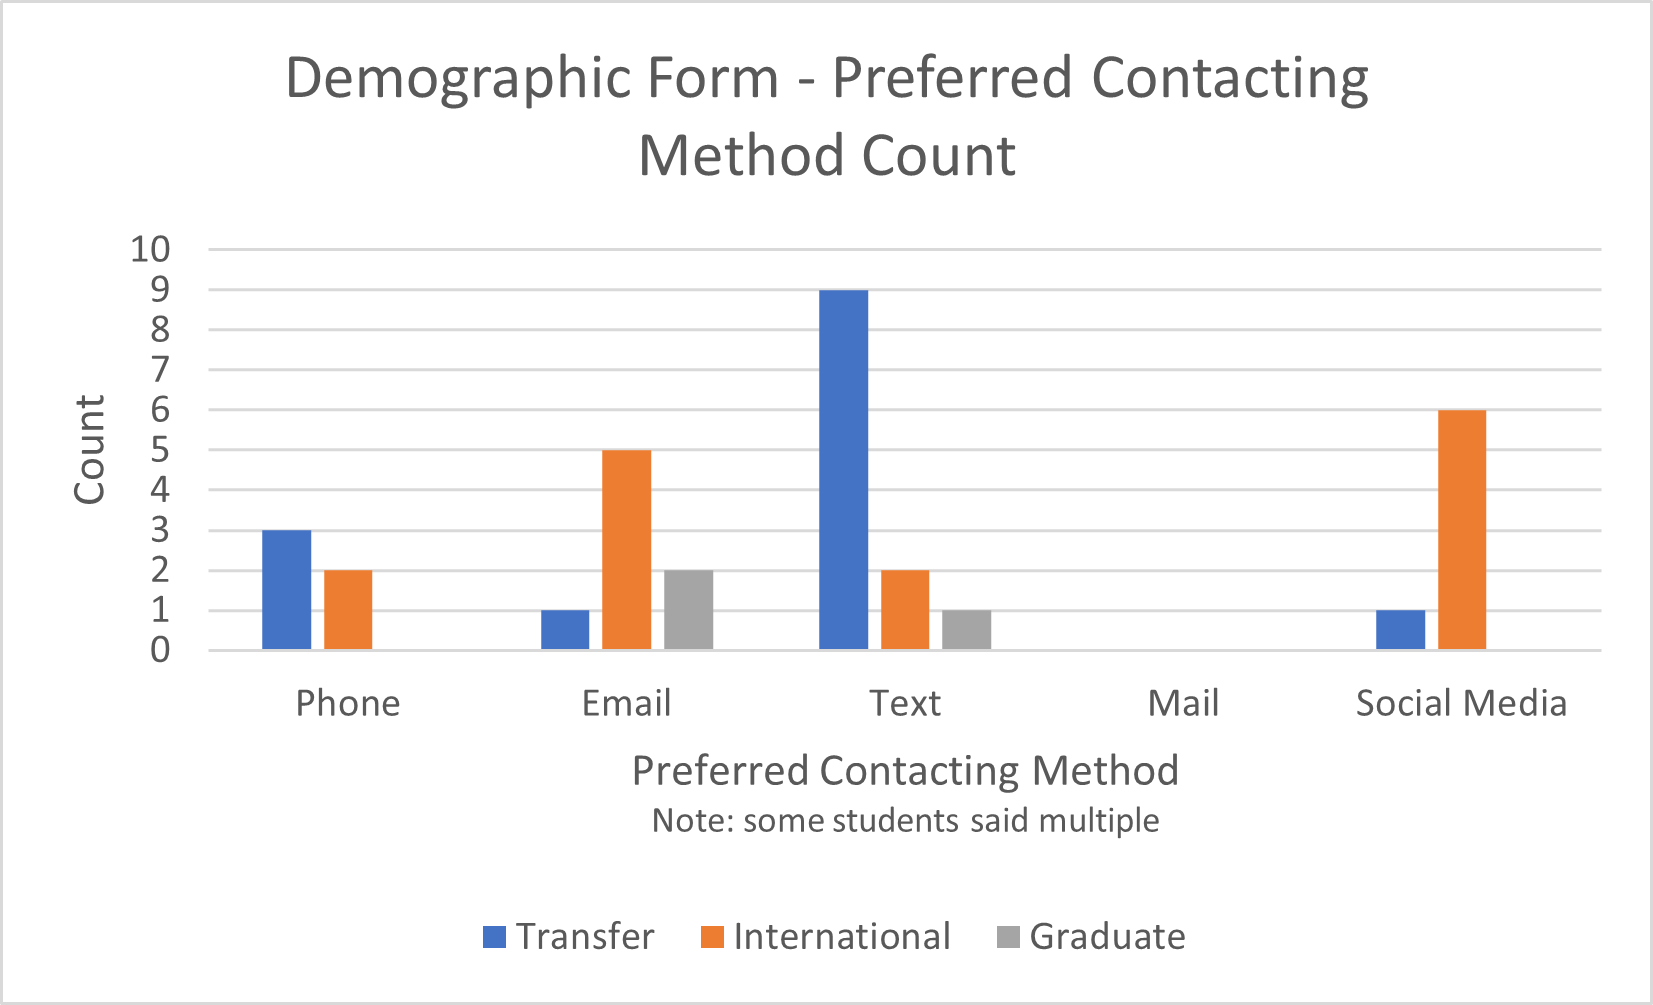 Demographic Form - Preferred Contacting
Method Count
10
9
8
7
6
5
4
3
2
1
0
Count
Phone Email Text Mail Social Media
Preferred Contacting Method
Note: some students said multiple
Transfer International Graduate